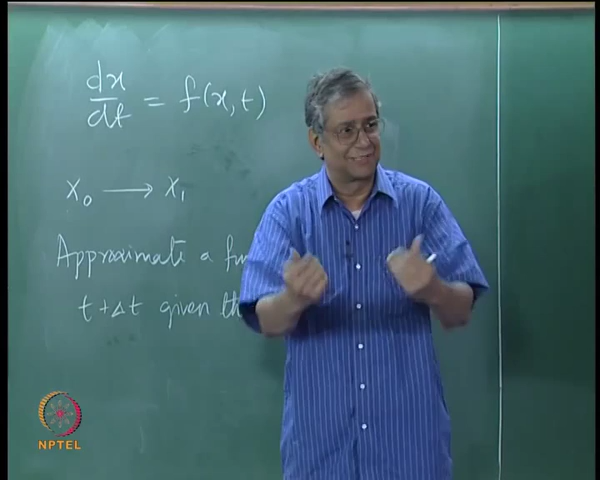 dx/dt = f(x, t)
x₀ → x₁
Approximate a
t + Δt given
NPTEL